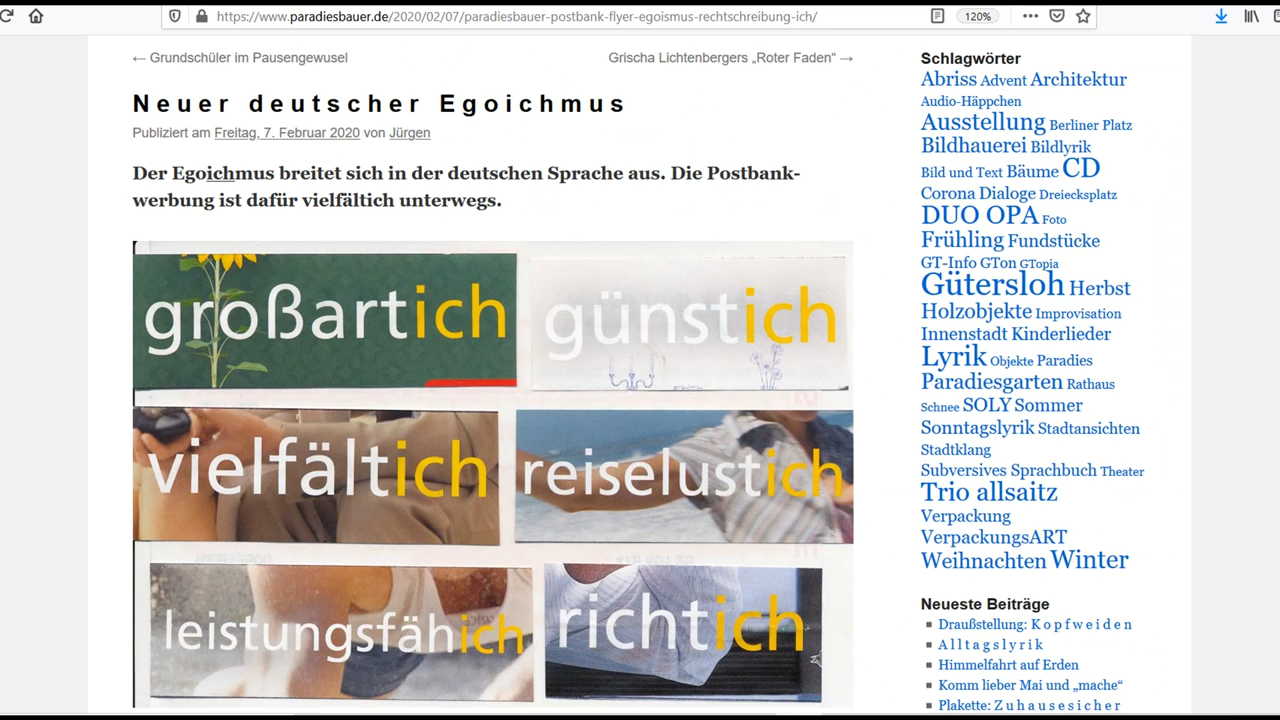 https://www.paradiesbauer.de/2020/02/07/paradiesbauer-postbank-flyer-egoismus-rechtschreibung-ich/
120%
← Grundschüler im Pausengewusel
Grischa Lichtenbergers „Roter Faden“ →
Neuer deutscher Egoichmus
Publiziert am Freitag, 7. Februar 2020 von Jürgen
Der Egoichmus breitet sich in der deutschen Sprache aus. Die Postbank-
werbung ist dafür vielfältich unterwegs.
großartich
günstich
vielfältich
reiselustich
leistungsfähich
richtich
Schlagwörter
Abriss Advent Architektur
Audio-Häppchen
Ausstellung Berliner Platz
Bildhauerei Bildlyrik
Bild und Text Bäume CD
Corona Dialoge Dreiecksplatz
DUO OPA Foto
Frühling Fundstücke
GT-Info GTon GTopia
Gütersloh Herbst
Holzobjekte Improvisation
Innenstadt Kinderlieder
Lyrik Objekte Paradies
Paradiesgarten Rathaus
Schnee SOLY Sommer
Sonntagslyrik Stadtansichten
Stadtklang
Subversives Sprachbuch Theater
Trio allsaitz
Verpackung
VerpackungsART
Weihnachten Winter
Neueste Beiträge
Draußstellung: K o p f w e i d e n
A l l t a g s l y r i k
Himmelfahrt auf Erden
Komm lieber Mai und „mache“
Plakette: Z u h a u s e s i c h e r